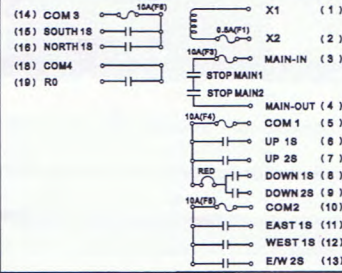 (14) COM 3 10A(F6)
(15) SOUTH 1S
(16) NORTH 1S
(18) COM4
(19) R0
X1 (1)
0.5A(F1)
X2 (2)
10A(F3)
MAIN-IN (3)
STOP MAIN1
STOP MAIN2
MAIN-OUT (4)
10A(F4)
COM 1 (5)
UP 1S (6)
UP 2S (7)
RED
DOWN 1S (8)
DOWN 2S (9)
10A(F5)
COM2 (10)
EAST 1S (11)
WEST 1S (12)
E/W 2S (13)